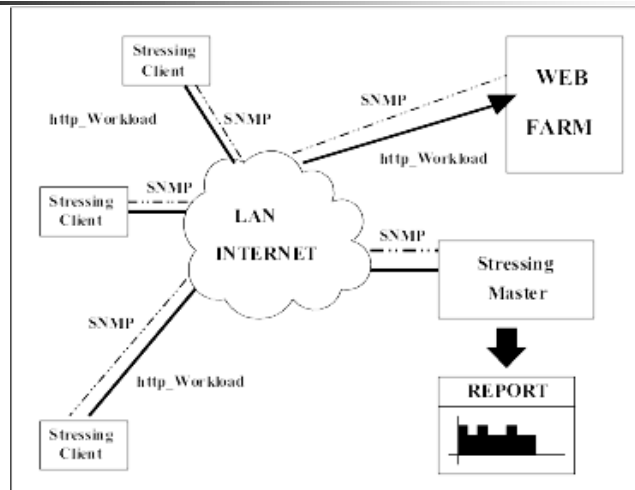 Stressing
Client
http_Workload
SNMP
SNMP
WEB
FARM
http_Workload
SNMP
Stressing
Client
LAN
INTERNET
SNMP
Stressing
Master
SNMP
http_Workload
REPORT
Stressing
Client